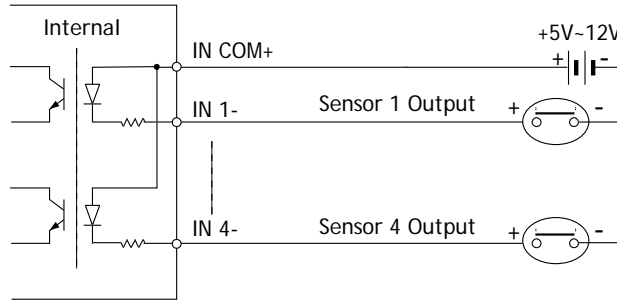 Internal
+5V~12V
IN COM+
+ -
IN 1-
Sensor 1 Output
+ -
IN 4-
Sensor 4 Output
+ -